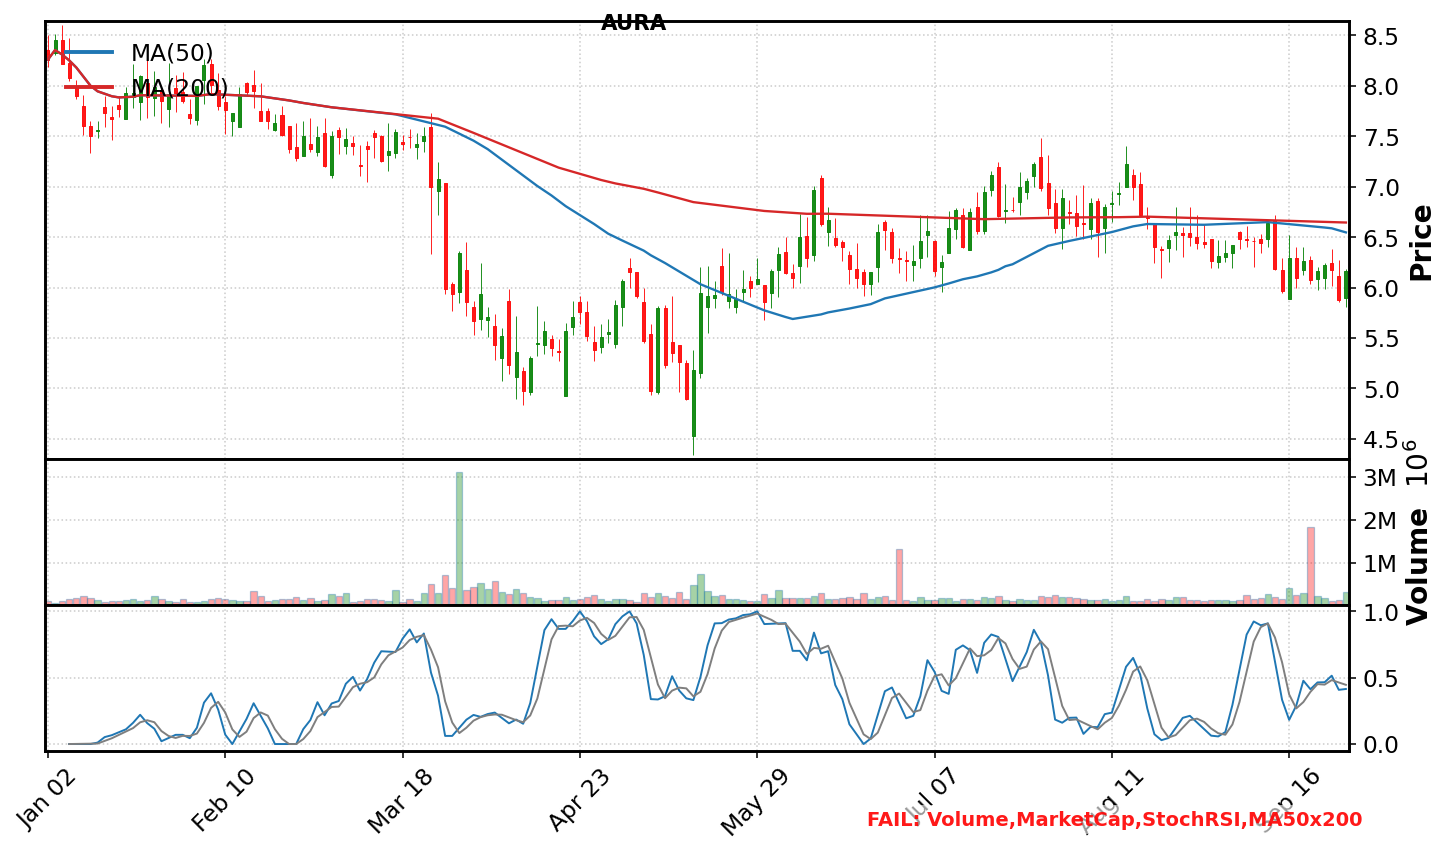 AURA
MA(50)
MA(200)
8.5
8.0
7.5
7.0
6.5
6.0
5.5
5.0
4.5
Price
10^6
3M
2M
1M
Volume
1.0
0.5
0.0
Jan 02
Feb 10
Mar 18
Apr 23
May 29
Jul 07
Aug 11
Sep 16
FAIL: Volume,MarketCap,StochRSI,MA50x200